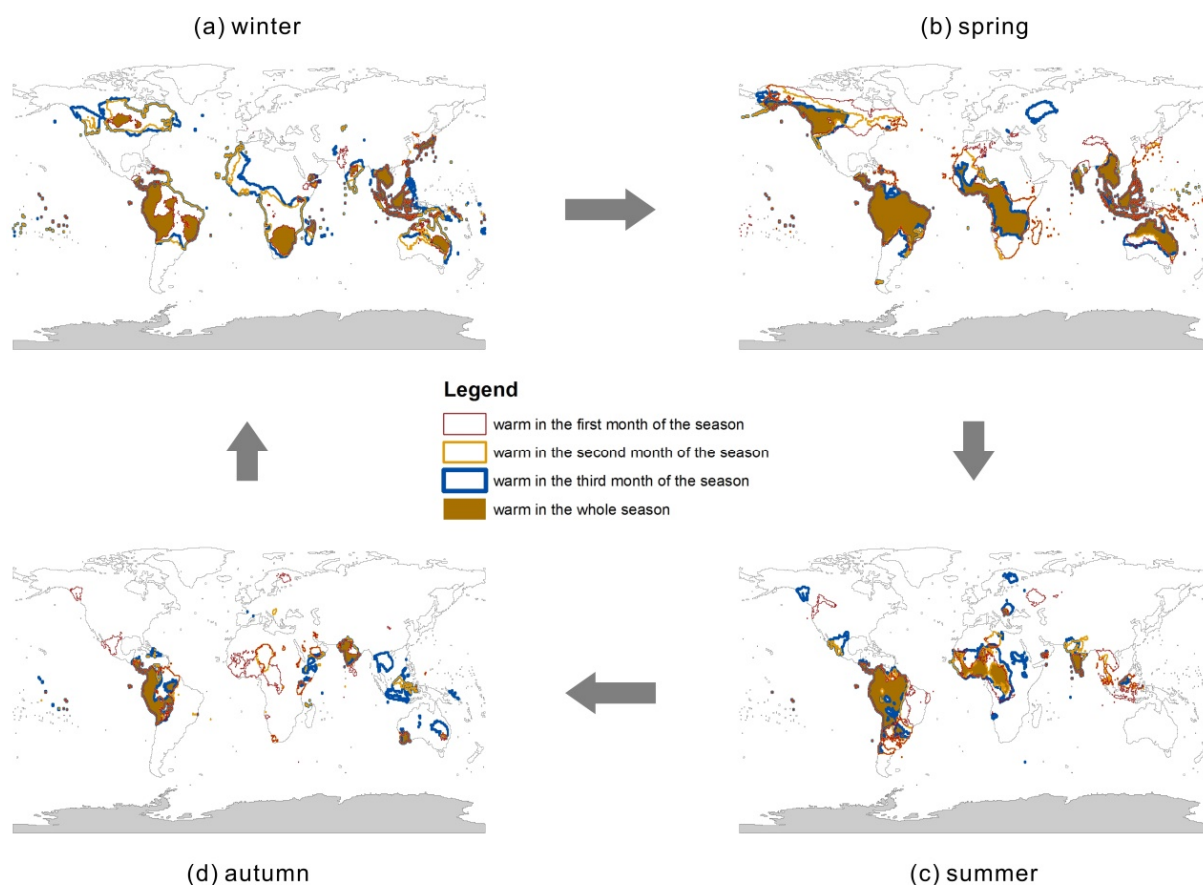 (a) winter
(b) spring
Legend
warm in the first month of the season
warm in the second month of the season
warm in the third month of the season
warm in the whole season
(d) autumn
(c) summer